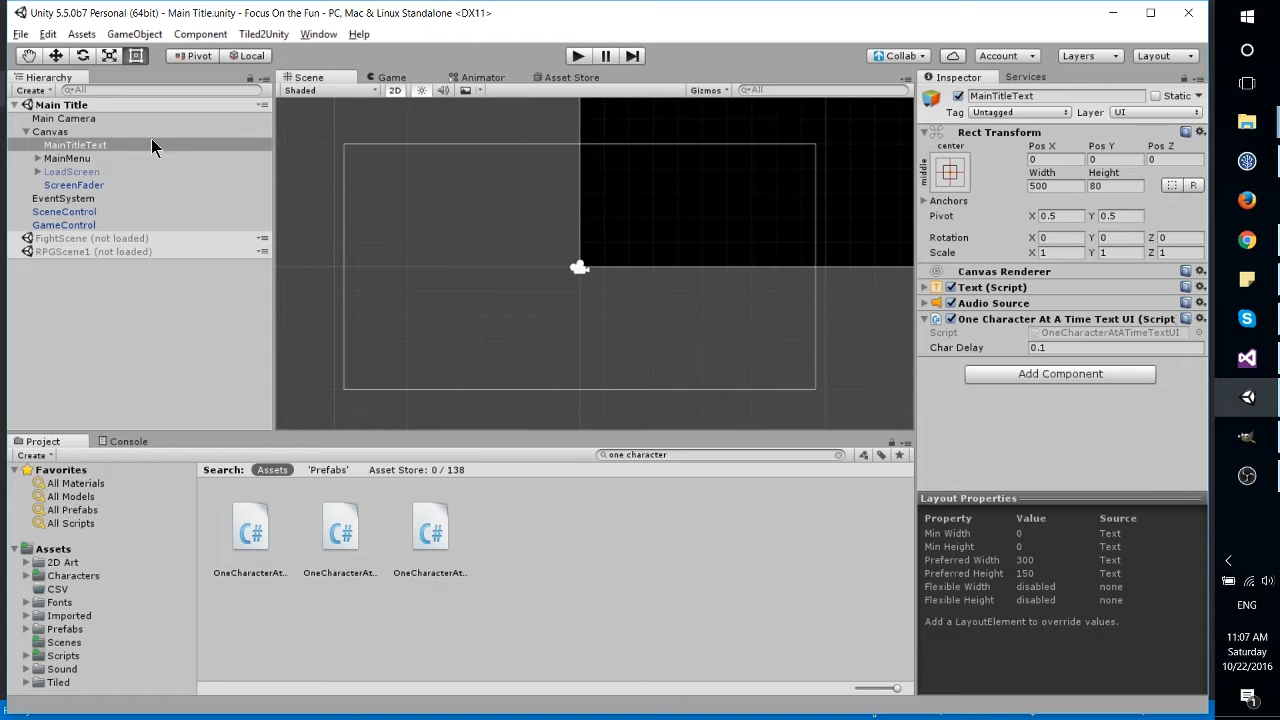 Unity 5.5.0b7 Personal (64bit) - Main Title.unity - Focus On the Fun - PC, Mac & Linux Standalone <DX11>
File Edit Assets GameObject Component Tiled2Unity Window Help
Pivot Local Collab Account Layers Layout
Hierarchy
Create All
Main Title
Main Camera
Canvas
MainTitleText
MainMenu
LoadScreen
ScreenFader
EventSystem
SceneControl
GameControl
FightScene (not loaded)
RPGScene1 (not loaded)
Scene Game Animator Asset Store
Shaded 2D Gizmos All
Inspector Services
MainTitleText Static
Tag Untagged Layer UI
Rect Transform
center Pos X Pos Y Pos Z
middle 0 0 0
Width Height
500 80 R
Anchors
Pivot X 0.5 Y 0.5
Rotation X 0 Y 0 Z 0
Scale X 1 Y 1 Z 1
Canvas Renderer
Text (Script)
Audio Source
One Character At A Time Text UI (Script
Script OneCharacterAtATimeTextUI
Char Delay 0.1
Add Component
Project Console
Create one character
Favorites
All Materials
All Models
All Prefabs
All Scripts
Assets
2D Art
Characters
CSV
Fonts
Imported
Prefabs
Scenes
Scripts
Sound
Tiled
Search: Assets 'Prefabs' Asset Store: 0 / 138
C# C# C#
OneCharacterAt... OneCharacterAt... OneCharacterAt...
Layout Properties
Property Value Source
Min Width 0 Text
Min Height 0 Text
Preferred Width 300 Text
Preferred Height 150 Text
Flexible Width disabled none
Flexible Height disabled none
Add a LayoutElement to override values.
ENG
11:07 AM
Saturday
10/22/2016
1